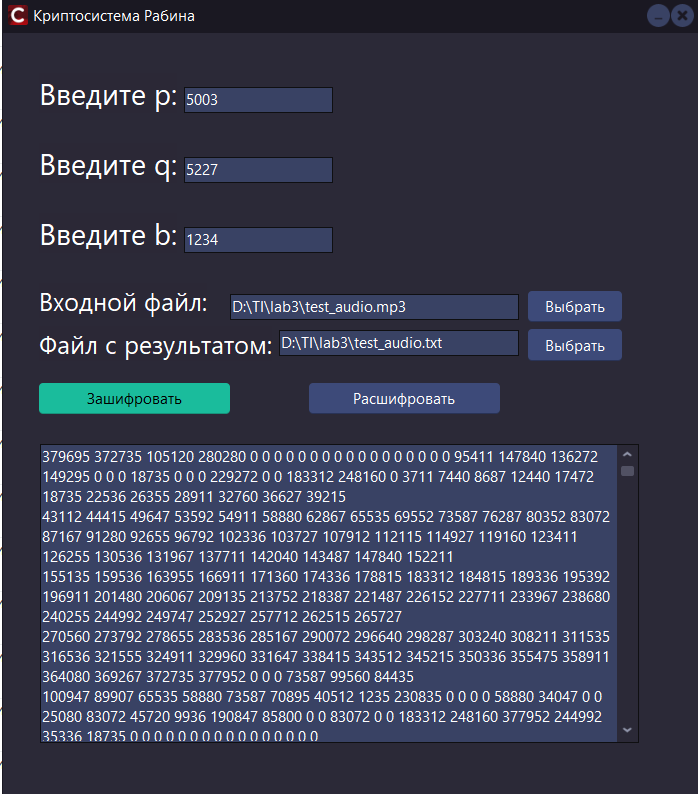 Криптосистема Рабина
Введите p: 5003
Введите q: 5227
Введите b: 1234
Входной файл: D:\TI\lab3\test_audio.mp3 Выбрать
Файл с результатом: D:\TI\lab3\test_audio.txt Выбрать
Зашифровать Расшифровать
379695 372735 105120 280280 0 0 0 0 0 0 0 0 0 0 0 0 0 0 0 0 0 95411 147840 136272
149295 0 0 0 18735 0 0 0 229272 0 0 183312 248160 0 3711 7440 8687 12440 17472
18735 22536 26355 28911 32760 36627 39215
43112 44415 49647 53592 54911 58880 62867 65535 69552 73587 76287 80352 83072
87167 91280 92655 96792 102336 103727 107912 112115 114927 119160 123411
126255 130536 131967 137711 142040 143487 147840 152211
155135 159536 163955 166911 171360 174336 178815 183312 184815 189336 195392
196911 201480 206067 209135 213752 218387 221487 226152 227711 233967 238680
240255 244992 249747 252927 257712 262515 265727
270560 273792 278655 283536 285167 290072 296640 298287 303240 308211 311535
316536 321555 324911 329960 331647 338415 343512 345215 350336 355475 358911
364080 369267 372735 377952 0 0 0 73587 99560 84435
100947 89907 65535 58880 73587 70895 40512 1235 230835 0 0 0 0 58880 34047 0 0
25080 83072 45720 9936 190847 85800 0 0 83072 0 0 183312 248160 377952 244992
35336 18735 0 0 0 0 0 0 0 0 0 0 0 0 0 0 0 0